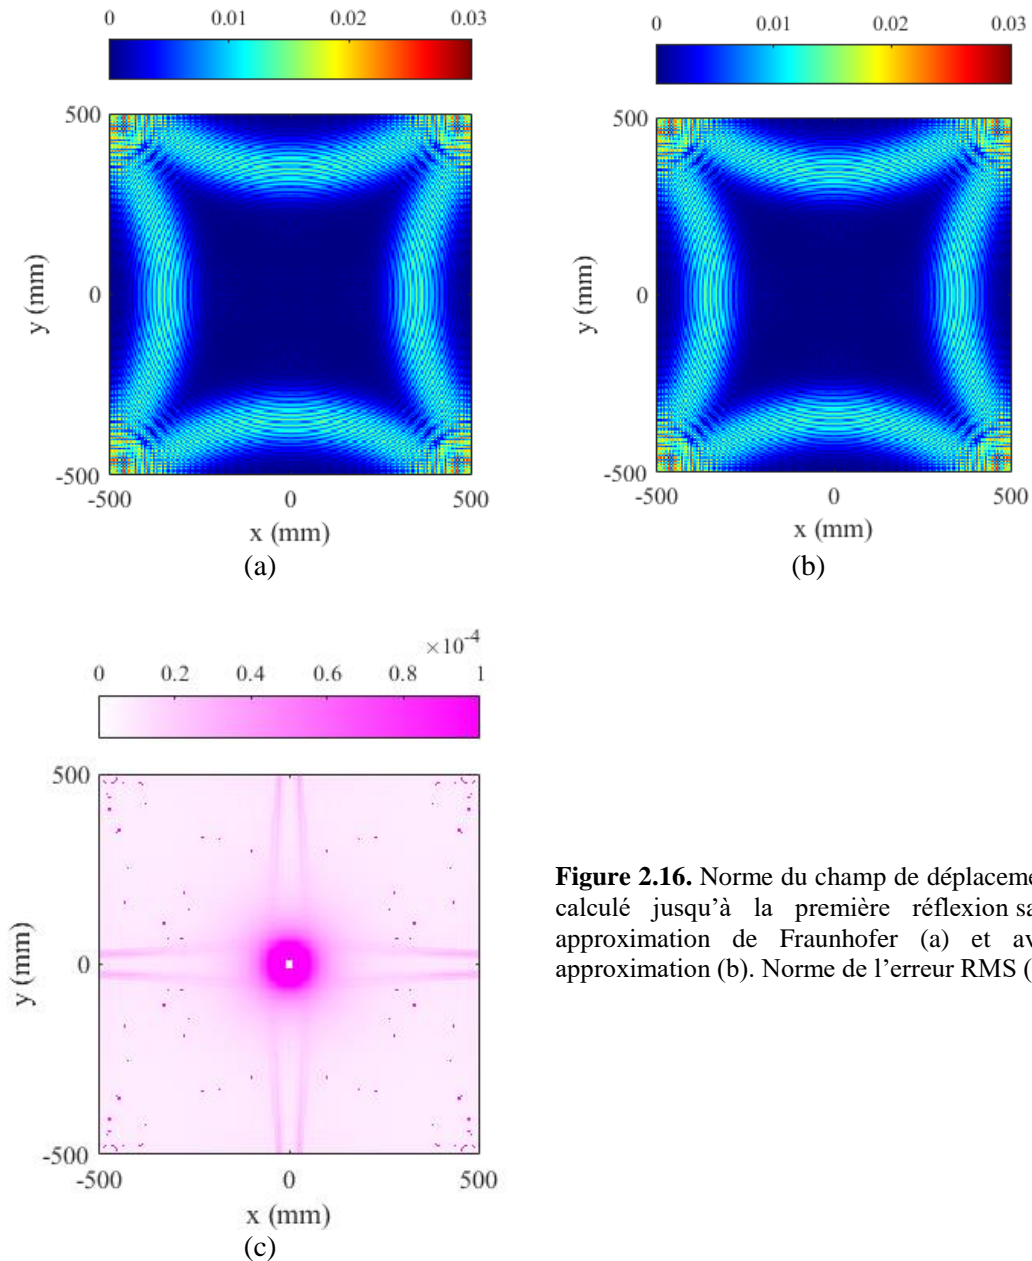 0 0.01 0.02 0.03
500
0
-500
y (mm)
-500 0 500
x (mm)
(a)
0 0.01 0.02 0.03
500
0
-500
y (mm)
-500 0 500
x (mm)
(b)
×10-4
0 0.2 0.4 0.6 0.8 1
500
0
-500
y (mm)
-500 0 500
x (mm)
(c)
Figure 2.16. Norme du champ de
calculé jusqu’à la première réflexion
approximation de Fraunhofer (a) et
approximation (b). Norme de l’erreur RMS